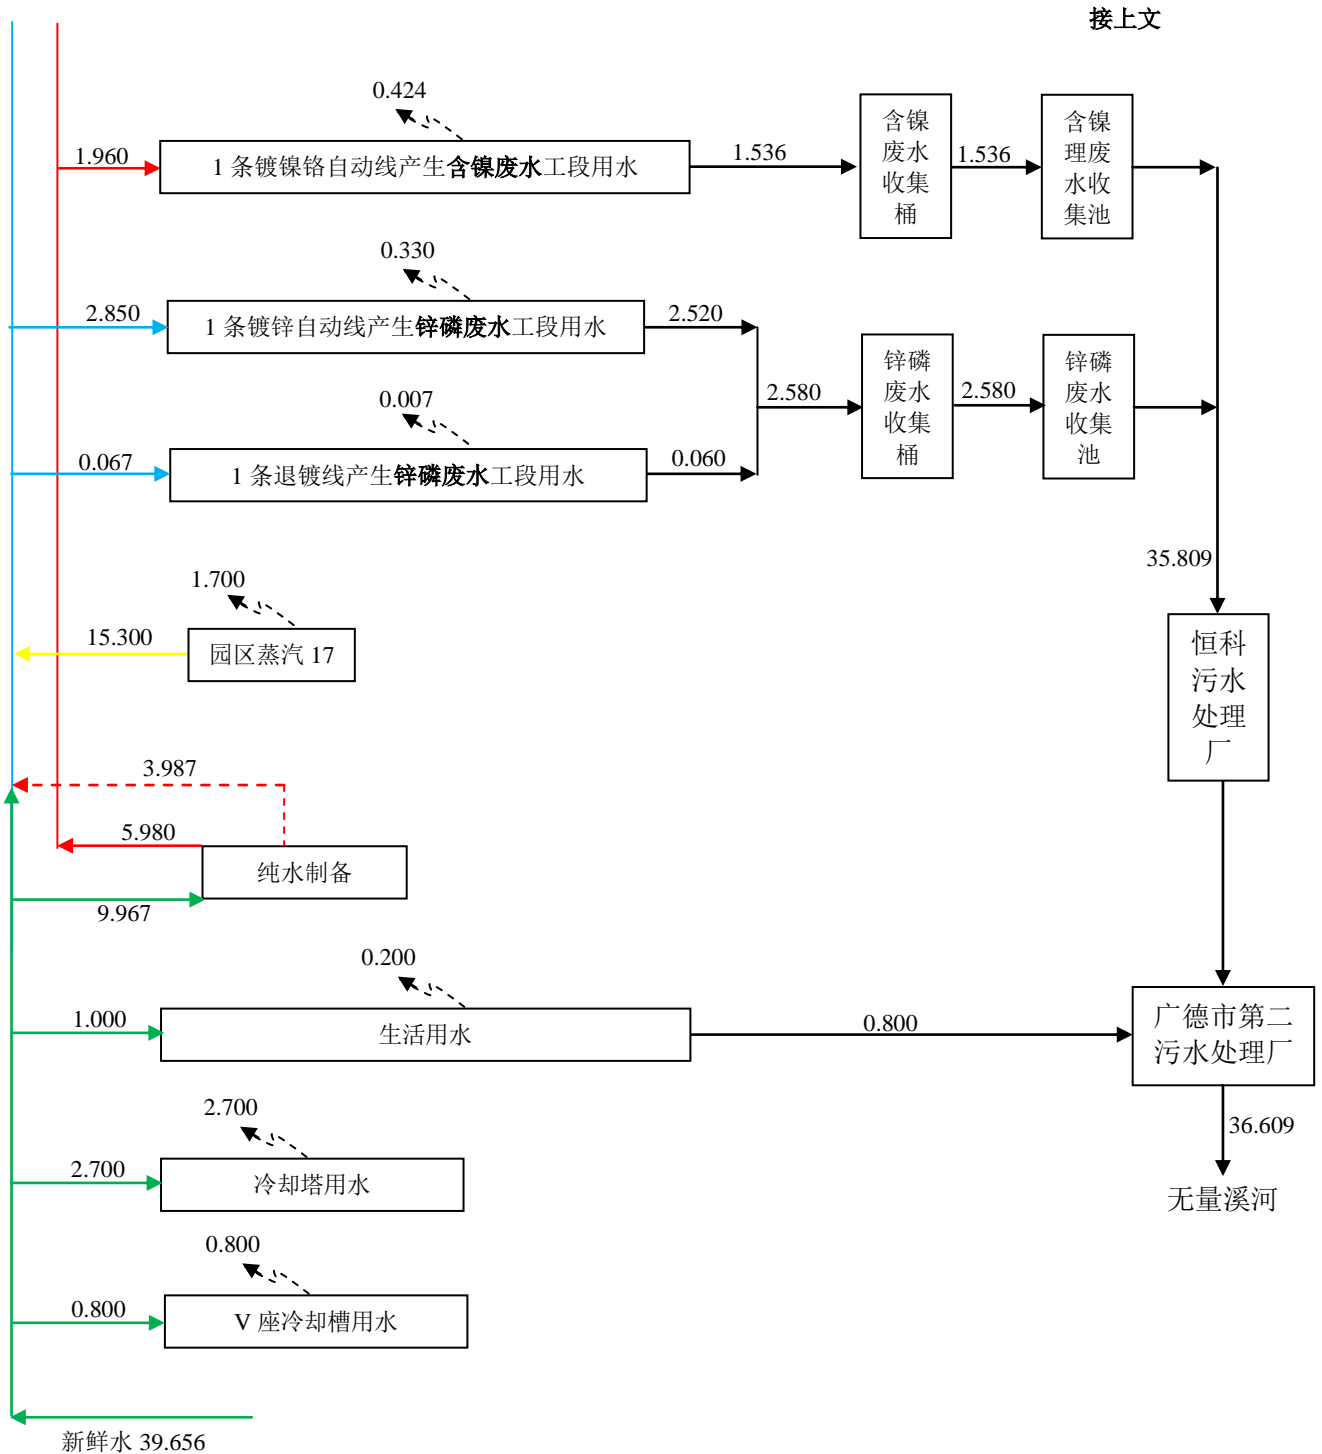 接上文
0.424
1.960
1 条镀镍铬自动线产生含镍废水工段用水
1.536
含镍
废水
收集
桶
1.536
含镍
理废
水收
集池
0.330
2.850
1 条镀锌自动线产生锌磷废水工段用水
2.520
0.007
0.067
1 条退镀线产生锌磷废水工段用水
0.060
2.580
锌磷
废水
收集
桶
2.580
锌磷
废水
收集
池
35.809
1.700
15.300
园区蒸汽 17
恒科
污水
处理
厂
3.987
5.980
纯水制备
9.967
0.200
1.000
生活用水
0.800
广德市第二
污水处理厂
2.700
2.700
冷却塔用水
36.609
无量溪河
0.800
0.800
V 座冷却槽用水
新鲜水 39.656